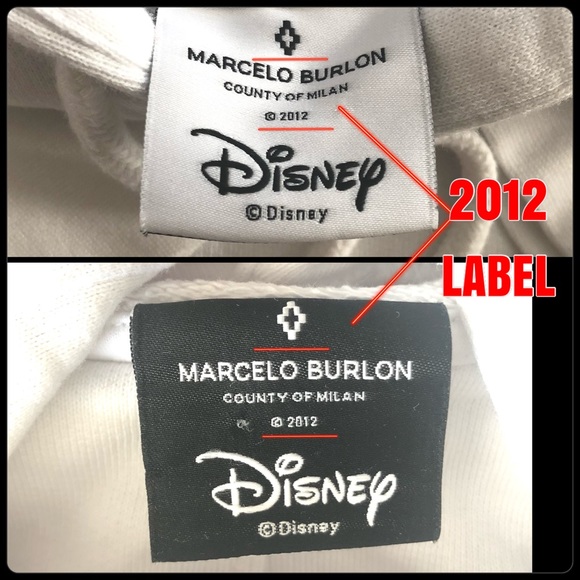 MARCELO BURLON
COUNTY OF MILAN
© 2012
Disney
© Disney
2012
LABEL
MARCELO BURLON
COUNTY OF MILAN
© 2012
Disney
© Disney